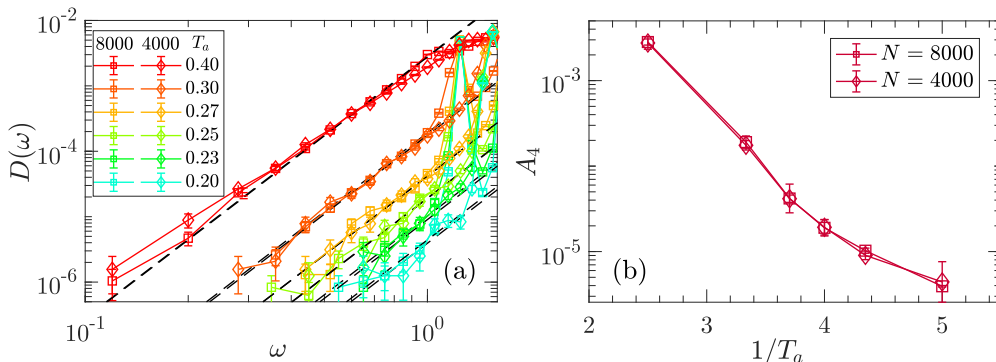 10^{-2}
10^{-4}
10^{-6}
D(ω)
8000 4000 T_a
0.40
0.30
0.27
0.25
0.23
0.20
(a)
10^{-1} 10^{0}
ω
10^{-3}
10^{-5}
A_4
N = 8000
N = 4000
(b)
2 3 4 5
1/T_a